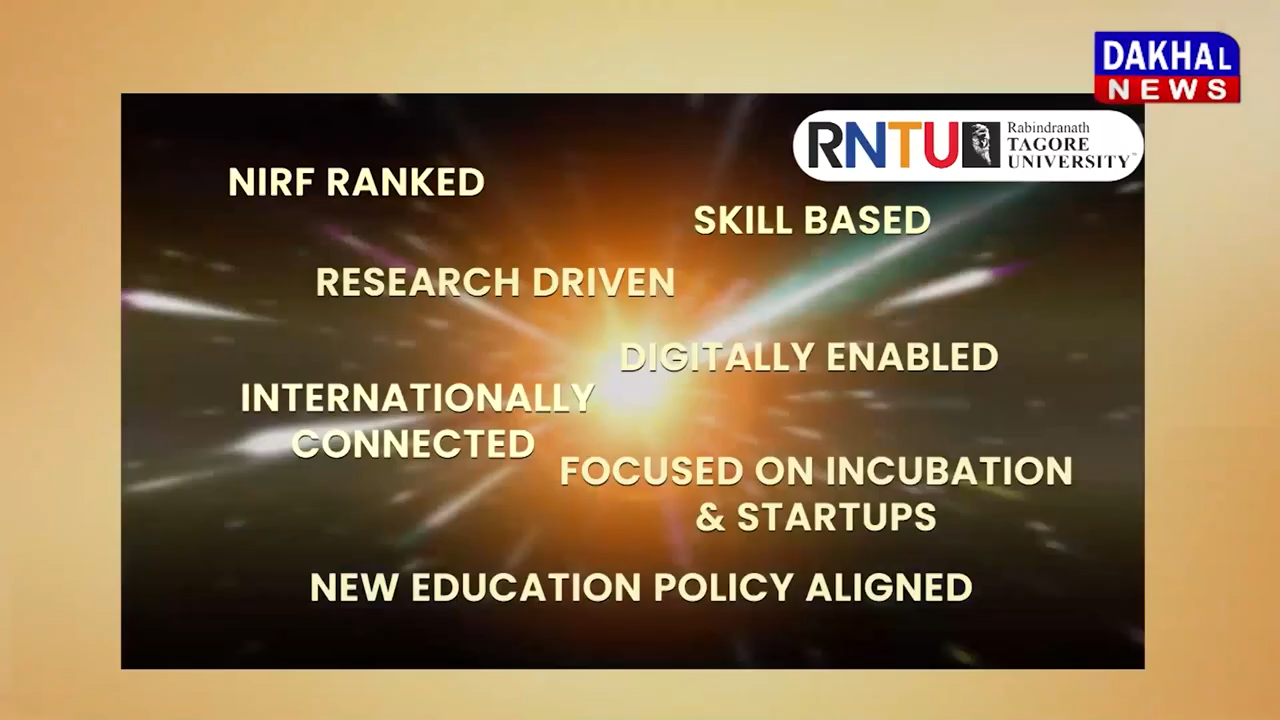 DAKHAL
NEWS
RNTU
Rabindranath
TAGORE
UNIVERSITY™
NIRF RANKED
SKILL BASED
RESEARCH DRIVEN
DIGITALLY ENABLED
INTERNATIONALLY
CONNECTED
FOCUSED ON INCUBATION
& STARTUPS
NEW EDUCATION POLICY ALIGNED